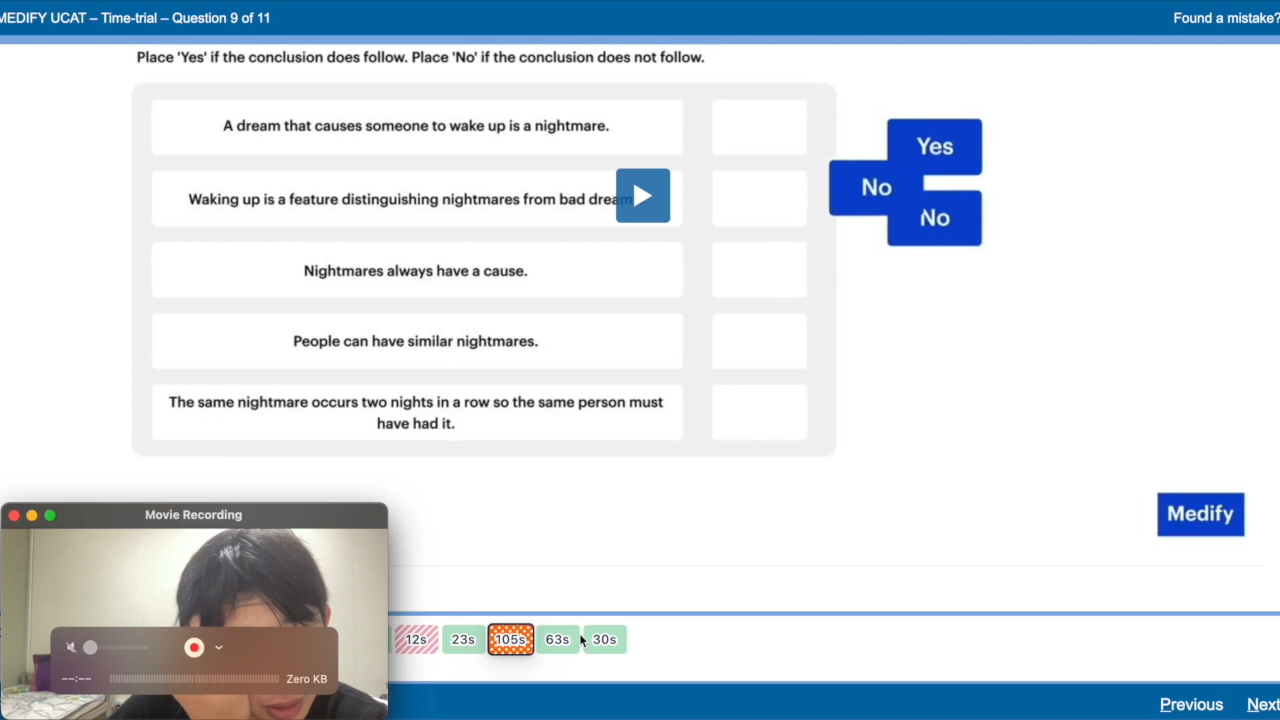 MEDIFY UCAT – Time-trial – Question 9 of 11
Found a mistake?
Place 'Yes' if the conclusion does follow. Place 'No' if the conclusion does not follow.
A dream that causes someone to wake up is a nightmare.
Yes
Waking up is a feature distinguishing nightmares from bad
No
No
Nightmares always have a cause.
People can have similar nightmares.
The same nightmare occurs two nights in a row so the same person must
have had it.
Medify
Movie Recording
12s 23s 105s 63s 30s
--:-- Zero KB
Previous Next